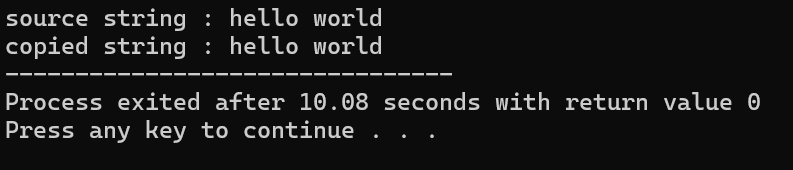 source string : hello world
copied string : hello world
--------------------------------
Process exited after 10.08 seconds with return value 0
Press any key to continue . . .